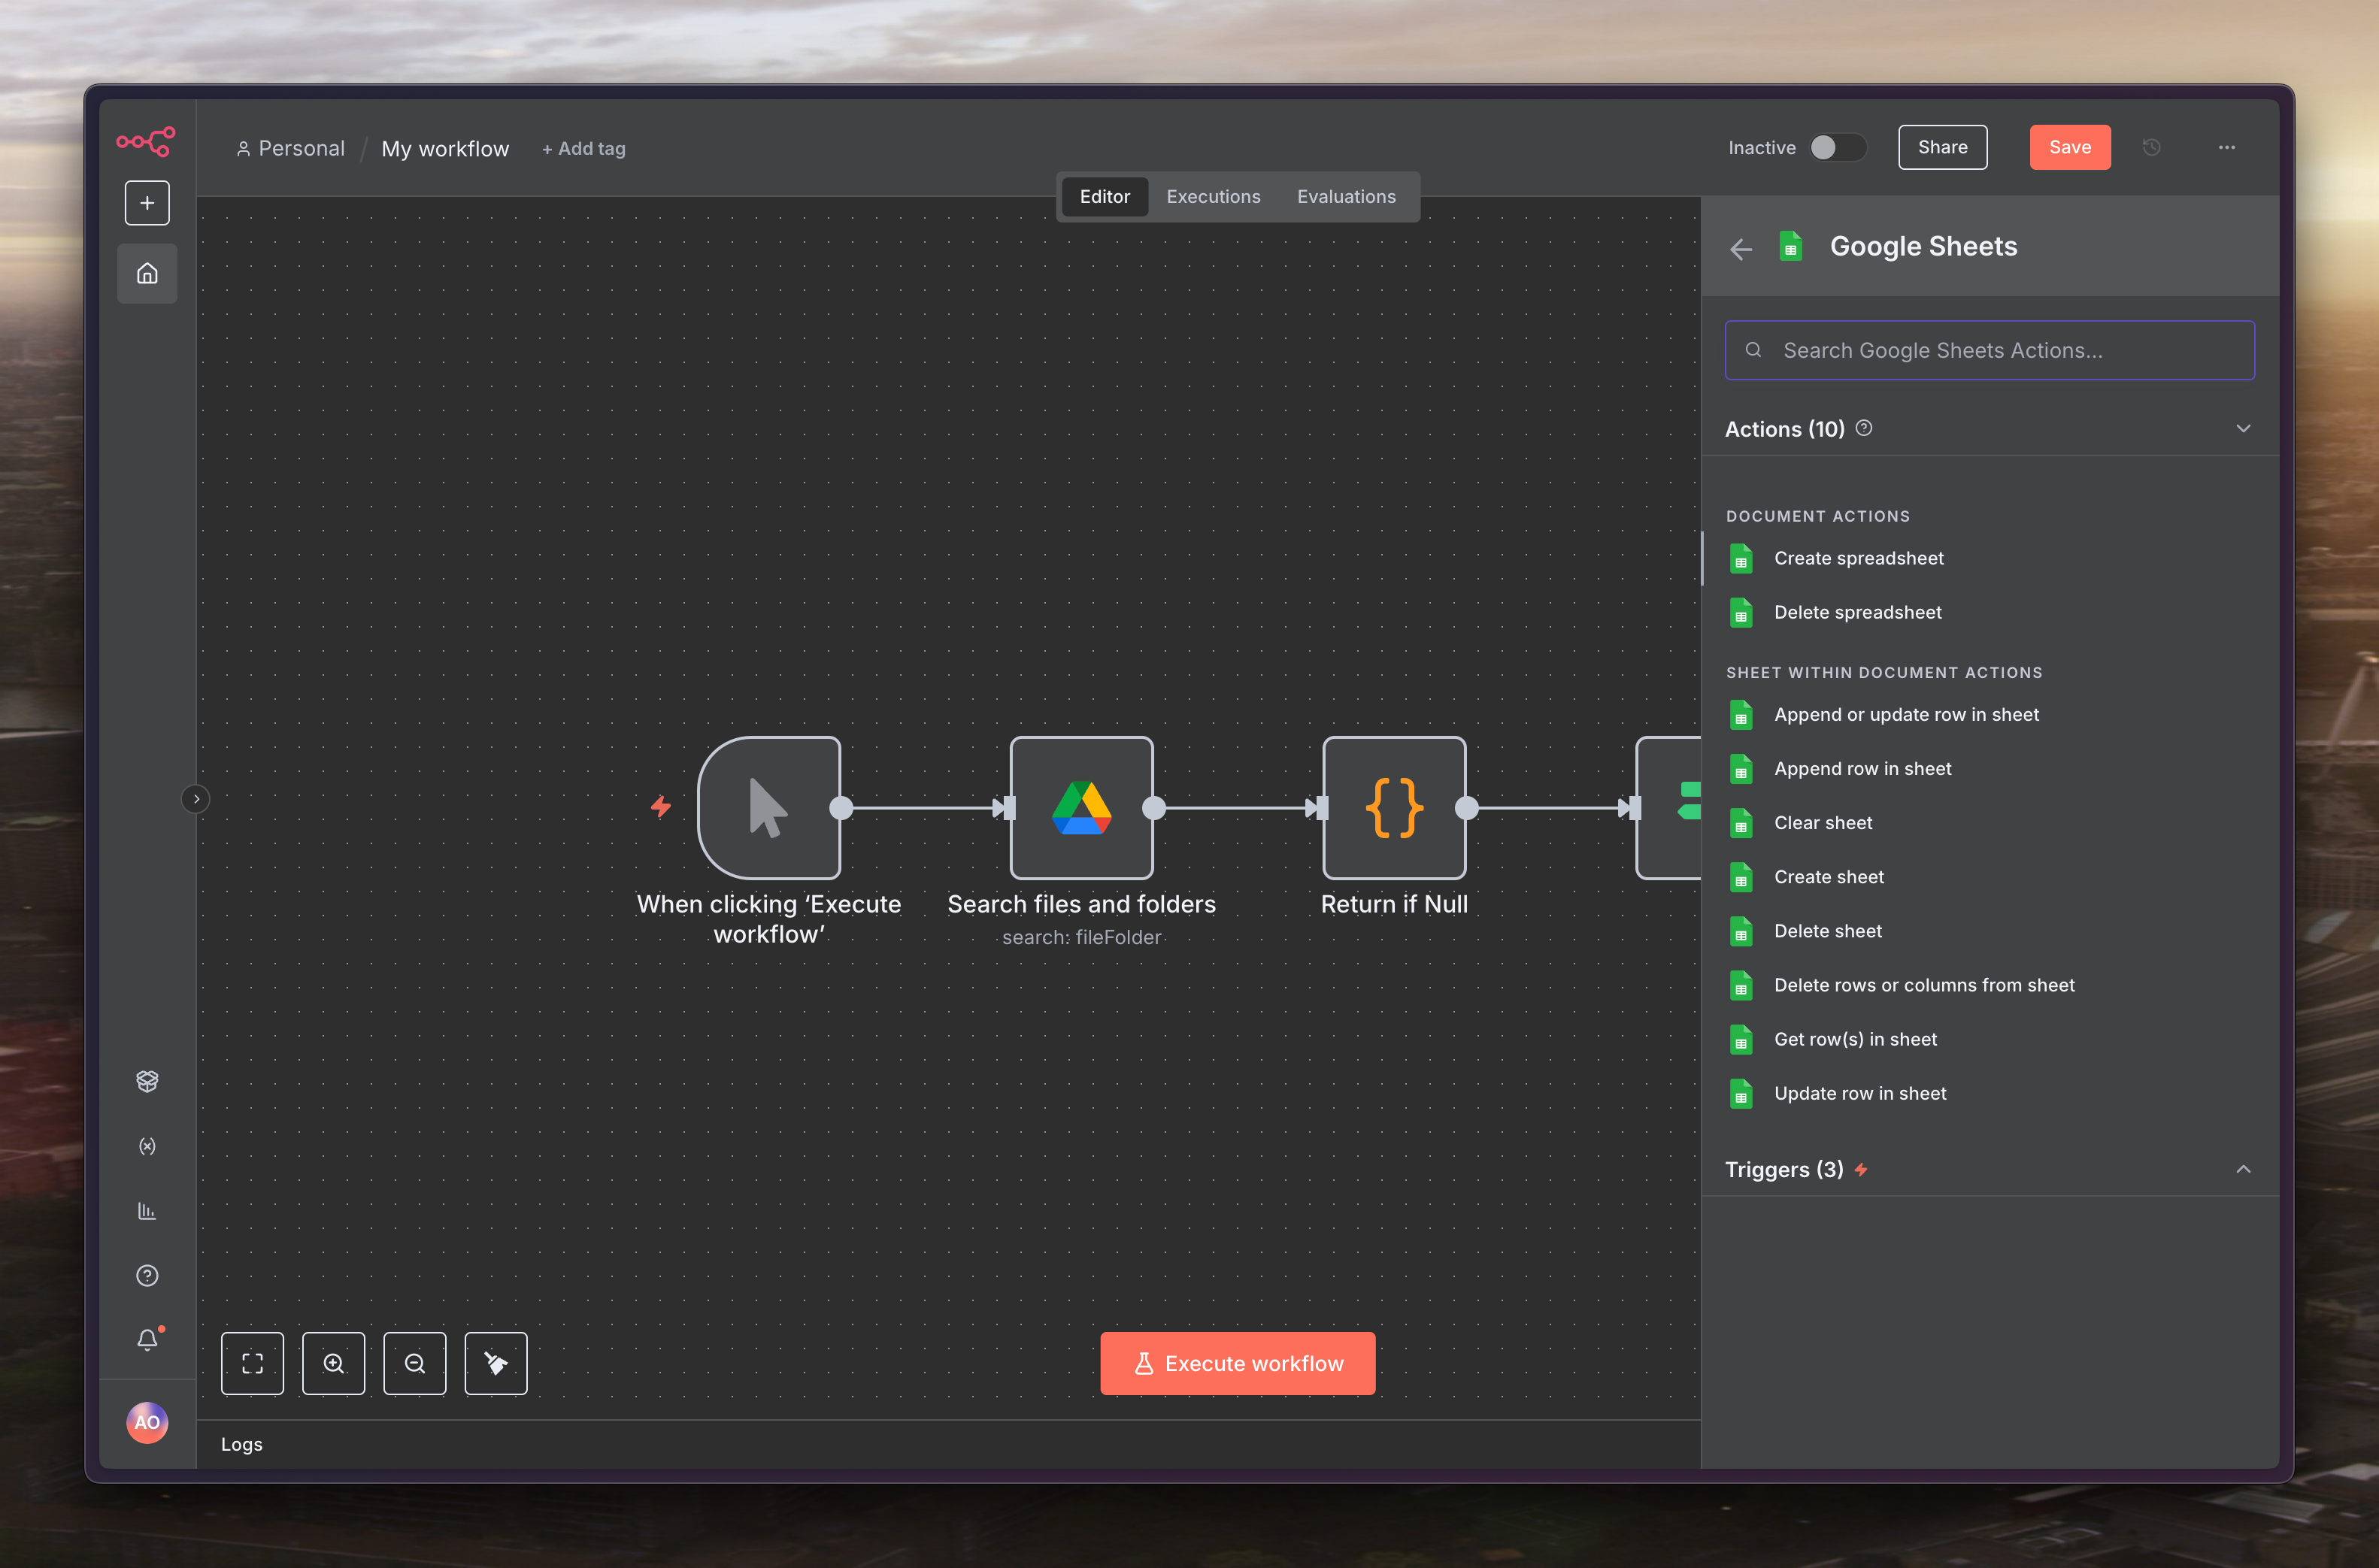 Personal / My workflow + Add tag
Inactive
Share
Save
Editor Executions Evaluations
Google Sheets
Search Google Sheets Actions...
Actions (10)
DOCUMENT ACTIONS
Create spreadsheet
Delete spreadsheet
SHEET WITHIN DOCUMENT ACTIONS
Append or update row in sheet
Append row in sheet
Clear sheet
Create sheet
Delete sheet
Delete rows or columns from sheet
Get row(s) in sheet
Update row in sheet
Triggers (3)
When clicking ‘Execute
workflow’
Search files and folders
search: fileFolder
Return if Null
Execute workflow
AO
Logs